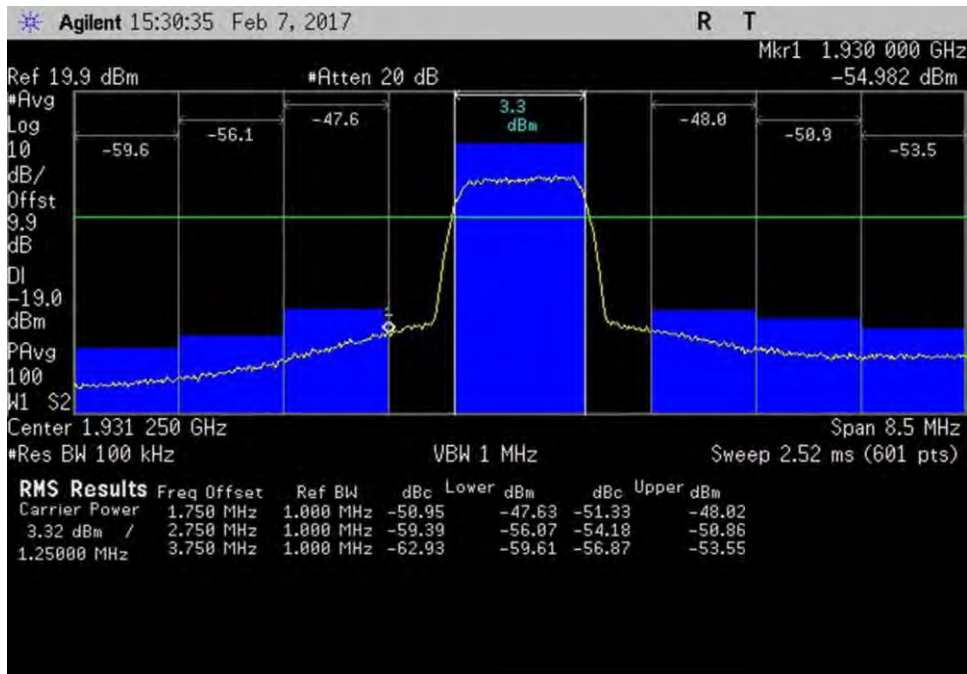 Agilent 15:30:35 Feb 7, 2017 R T
Mkr1 1.930 000 GHz
Ref 19.9 dBm #Atten 20 dB -54.982 dBm
#Avg
Log
10
dB/
Offst
9.9
dB
DI
-19.0
dBm
PAvg
100
W1 S2
-59.6 -56.1 -47.6 3.3 dBm -48.0 -50.9 -53.5
1
Center 1.931 250 GHz Span 8.5 MHz
#Res BW 100 kHz VBW 1 MHz Sweep 2.52 ms (601 pts)
RMS Results Freq Offset Ref BW dBc Lower dBm dBc Upper dBm
Carrier Power 1.750 MHz 1.000 MHz -50.95 -47.63 -51.33 -48.02
3.32 dBm / 2.750 MHz 1.000 MHz -59.39 -56.07 -54.18 -50.86
1.25000 MHz 3.750 MHz 1.000 MHz -62.93 -59.61 -56.87 -53.55